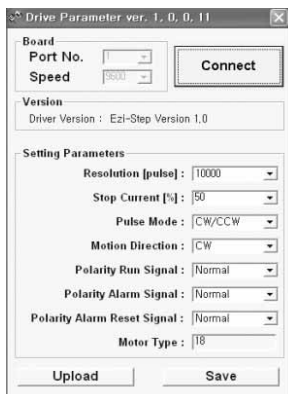 Drive Parameter ver. 1, 0, 0, 11
Board
Port No. 1
Speed 9600
Connect
Version
Driver Version : Ezi-Step Version 1.0
Setting Parameters
Resolution [pulse] : 10000
Stop Current [%] : 50
Pulse Mode : CW/CCW
Motion Direction : CW
Polarity Run Signal : Normal
Polarity Alarm Signal : Normal
Polarity Alarm Reset Signal : Normal
Motor Type : 18
Upload Save